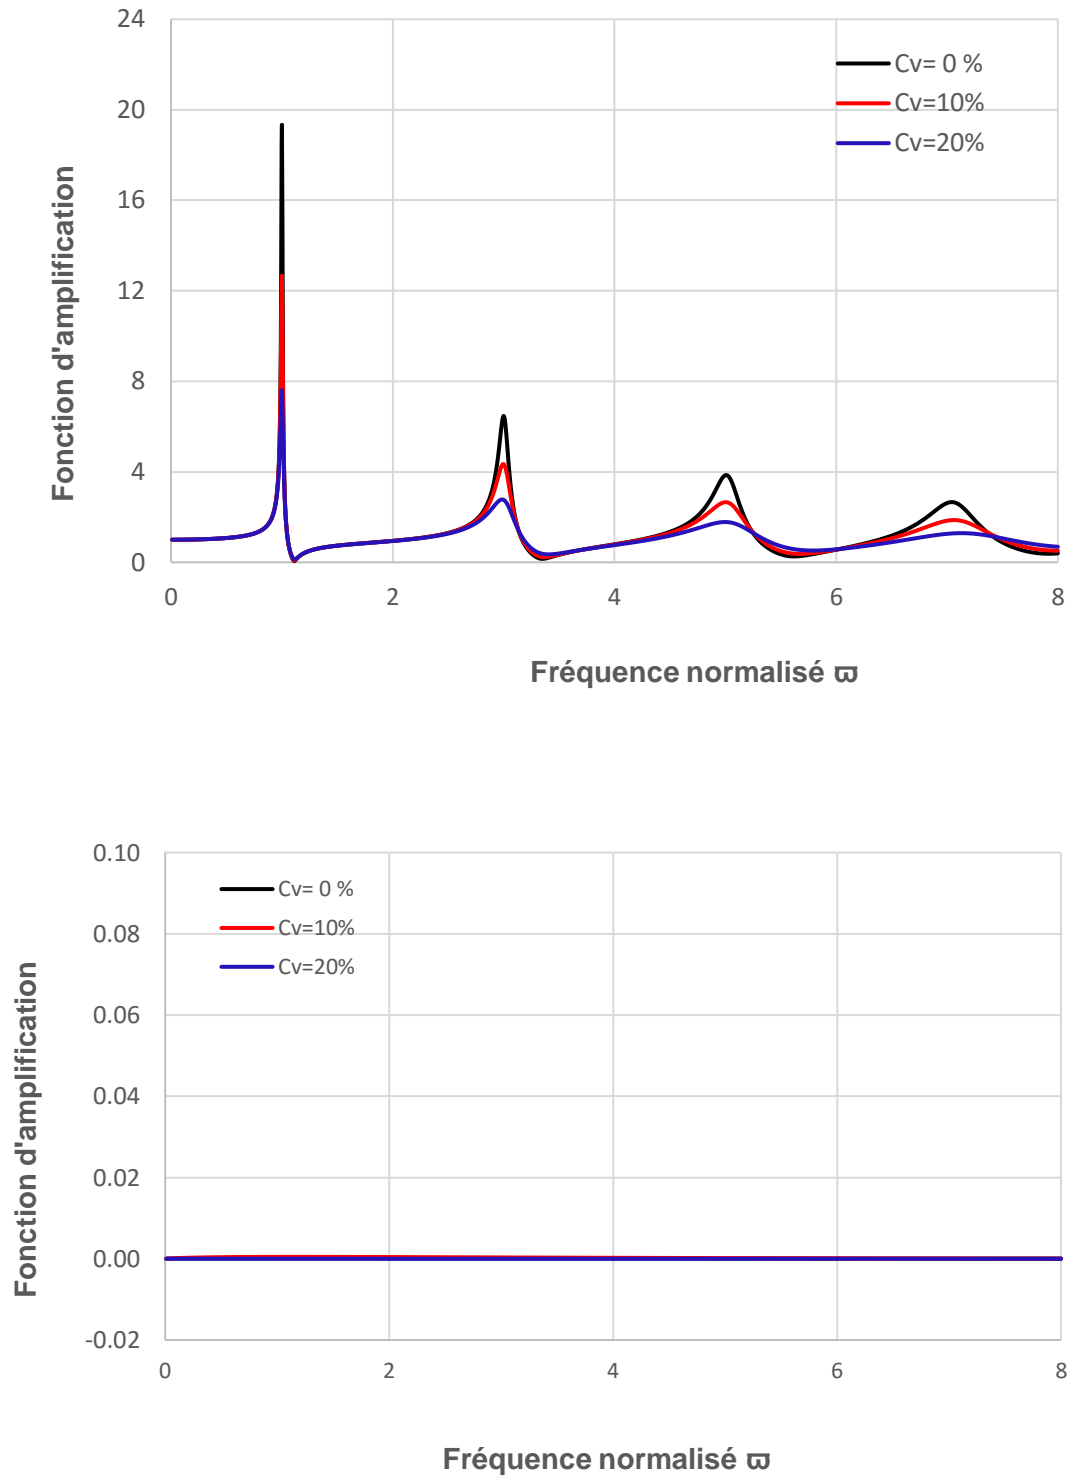 24
20
16
12
8
4
0
Fonction d'amplification
Cv= 0 %
Cv=10%
Cv=20%
0 2 4 6 8
Fréquence normalisé ϖ
0.10
0.08
0.06
0.04
0.02
0.00
-0.02
Fonction d'amplification
Cv= 0 %
Cv=10%
Cv=20%
0 2 4 6 8
Fréquence normalisé ϖ